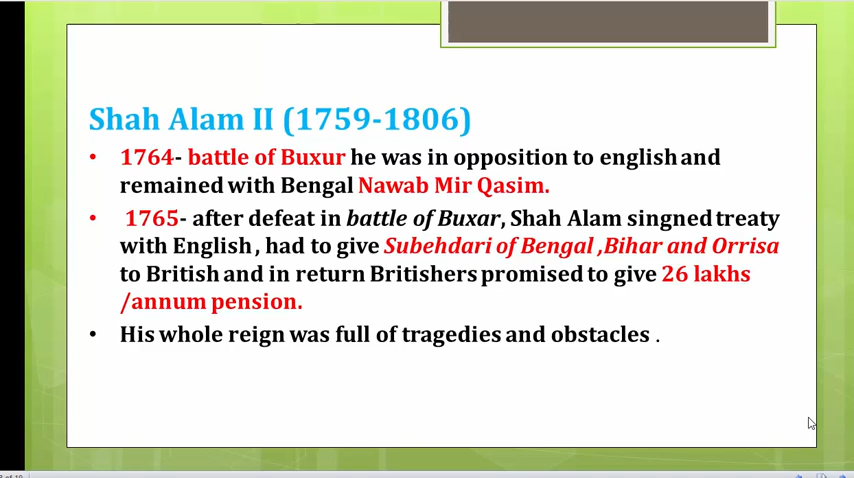 Shah Alam II (1759-1806)
• 1764- battle of Buxur he was in opposition to english and
remained with Bengal Nawab Mir Qasim.
• 1765- after defeat in battle of Buxar, Shah Alam singned treaty
with English , had to give Subehdari of Bengal ,Bihar and Orrisa
to British and in return Britishers promised to give 26 lakhs
/annum pension.
• His whole reign was full of tragedies and obstacles .